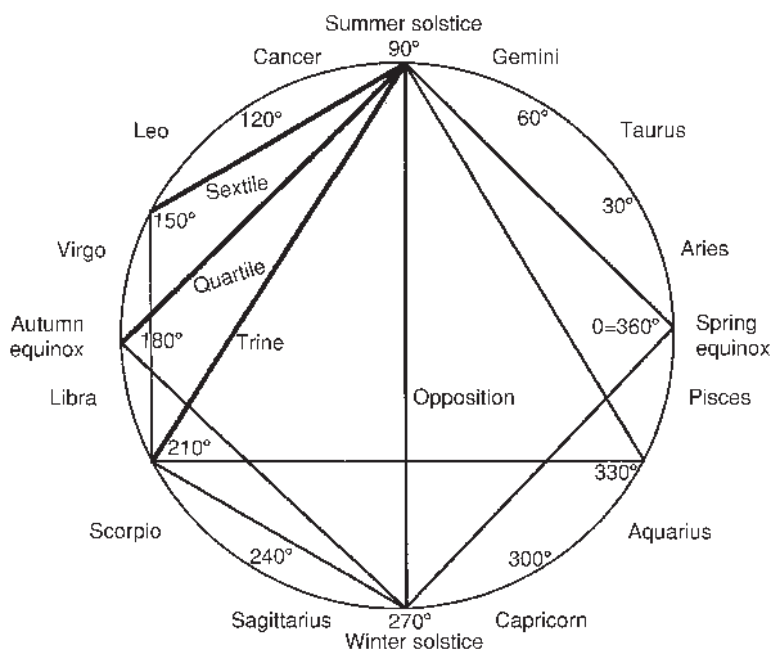 Summer solstice
90°
Cancer
Gemini
120°
60°
Leo
Taurus
Sextile
150°
30°
Virgo
Aries
Quartile
Autumn
equinox
180°
Trine
0=360°
Spring
equinox
Libra
Opposition
Pisces
210°
330°
Scorpio
Aquarius
240°
300°
Sagittarius
270°
Capricorn
Winter solstice